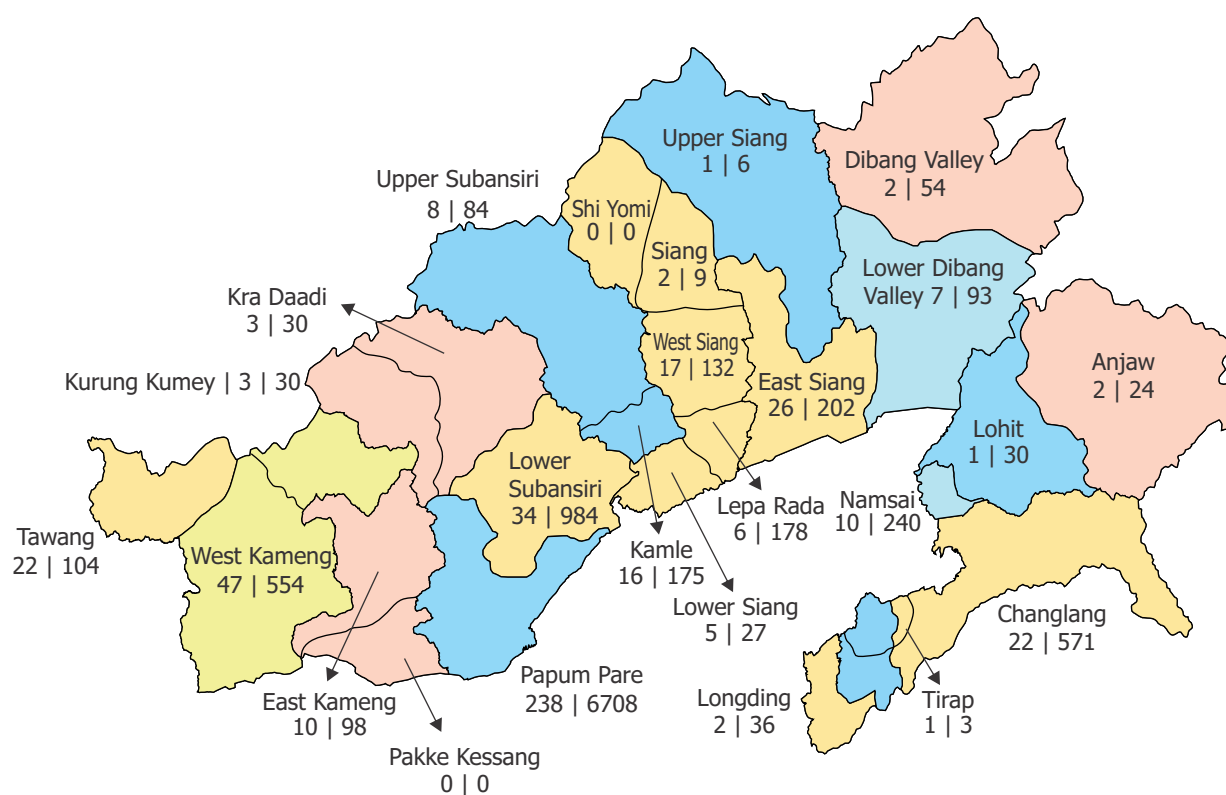 Upper Siang
1 | 6
Dibang Valley
2 | 54
Upper Subansiri
8 | 84
Shi Yomi
0 | 0
Siang
2 | 9
Lower Dibang
Valley 7 | 93
Kra Daadi
3 | 30
West Siang
17 | 132
Kurung Kumey | 3 | 30
East Siang
26 | 202
Anjaw
2 | 24
Lohit
1 | 30
Lower
Subansiri
34 | 984
Lepa Rada
6 | 178
Namsai
10 | 240
Tawang
22 | 104
West Kameng
47 | 554
Kamle
16 | 175
Lower Siang
5 | 27
Changlang
22 | 571
East Kameng
10 | 98
Papum Pare
238 | 6708
Longding
2 | 36
Tirap
1 | 3
Pakke Kessang
0 | 0